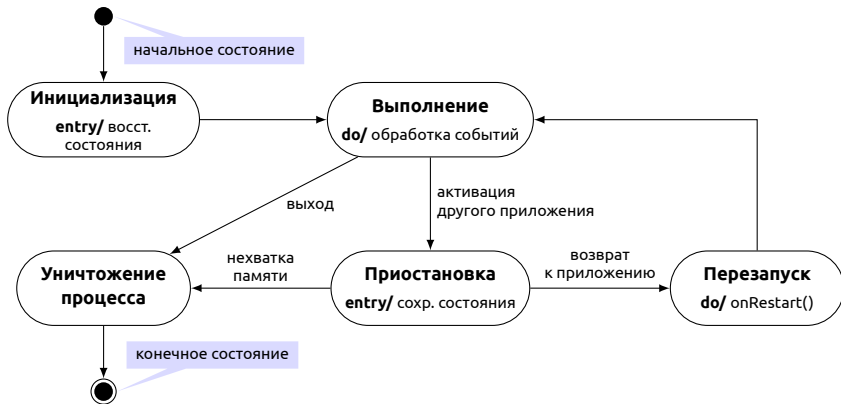 начальное состояние
Инициализация
entry/ восст.
состояния
Выполнение
do/ обработка событий
выход
активация
другого приложения
Уничтожение
процесса
нехватка
памяти
Приостановка
entry/ сохр. состояния
возврат
к приложению
Перезапуск
do/ onRestart()
конечное состояние